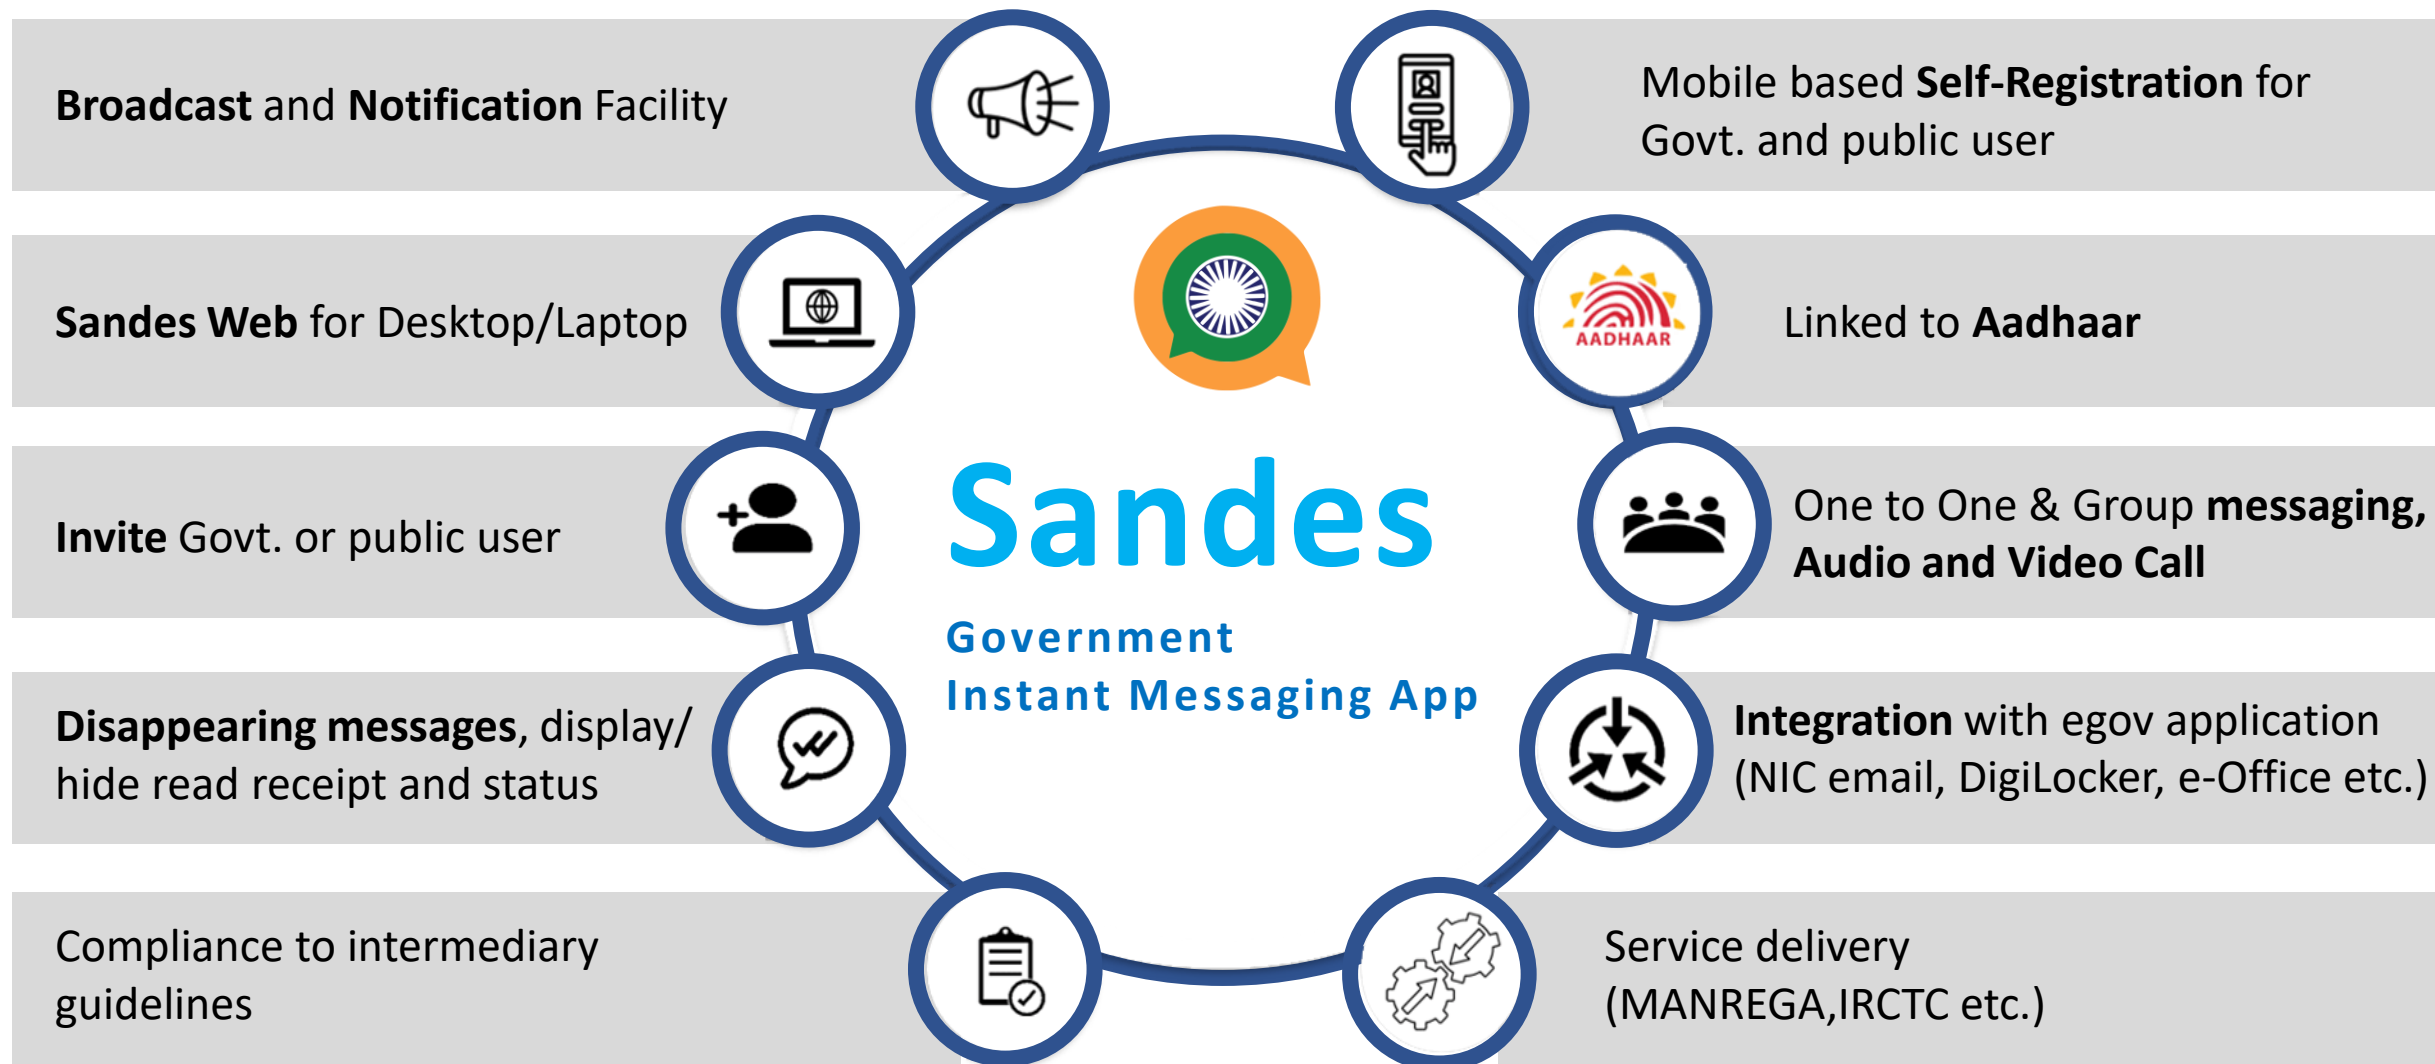 Broadcast and Notification Facility
Mobile based Self-Registration for
Govt. and public user
Sandes Web for Desktop/Laptop
AADHAAR
Linked to Aadhaar
Invite Govt. or public user
Sandes
Government
Instant Messaging App
One to One & Group messaging,
Audio and Video Call
Disappearing messages, display/
hide read receipt and status
Integration with egov application
(NIC email, DigiLocker, e-Office etc.)
Compliance to intermediary
guidelines
Service delivery
(MANREGA,IRCTC etc.)